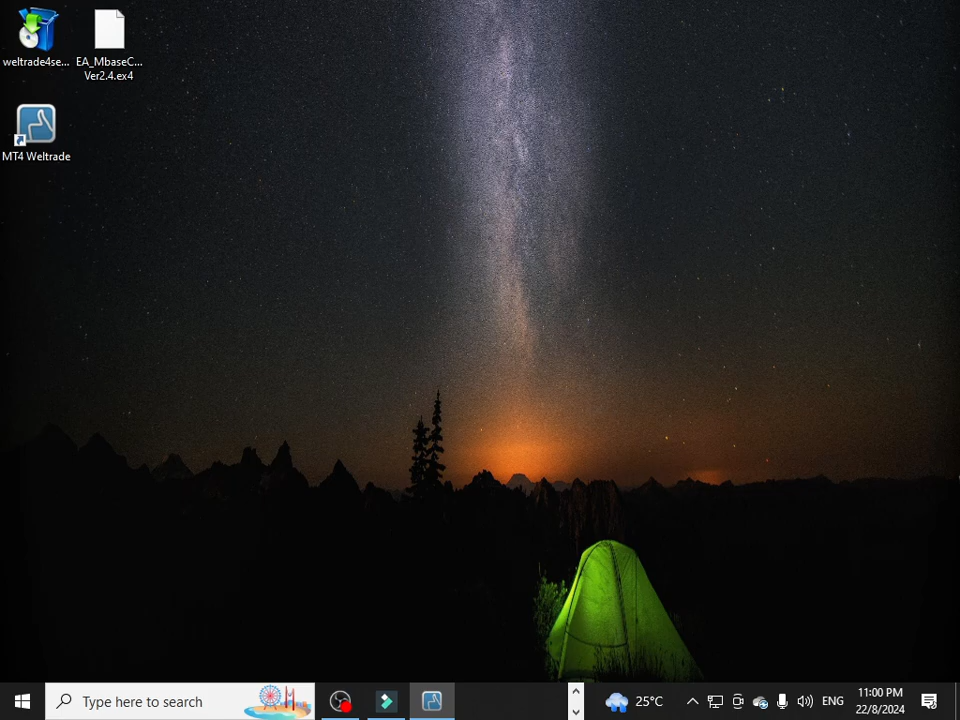 weltrade4se...
EA_MbaseC...
Ver2.4.ex4
MT4 Weltrade
Type here to search
25°C
ENG
11:00 PM
22/8/2024